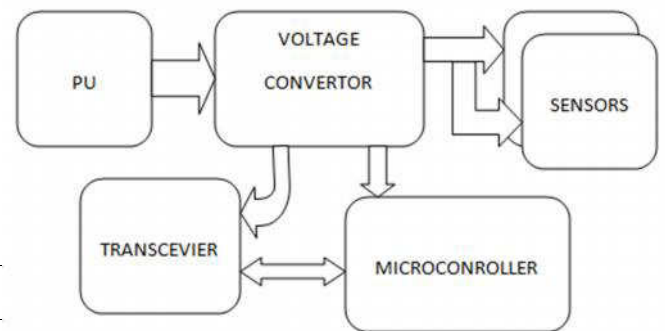 PU
VOLTAGE
CONVERTOR
SENSORS
TRANSCEVIER
MICROCONROLLER